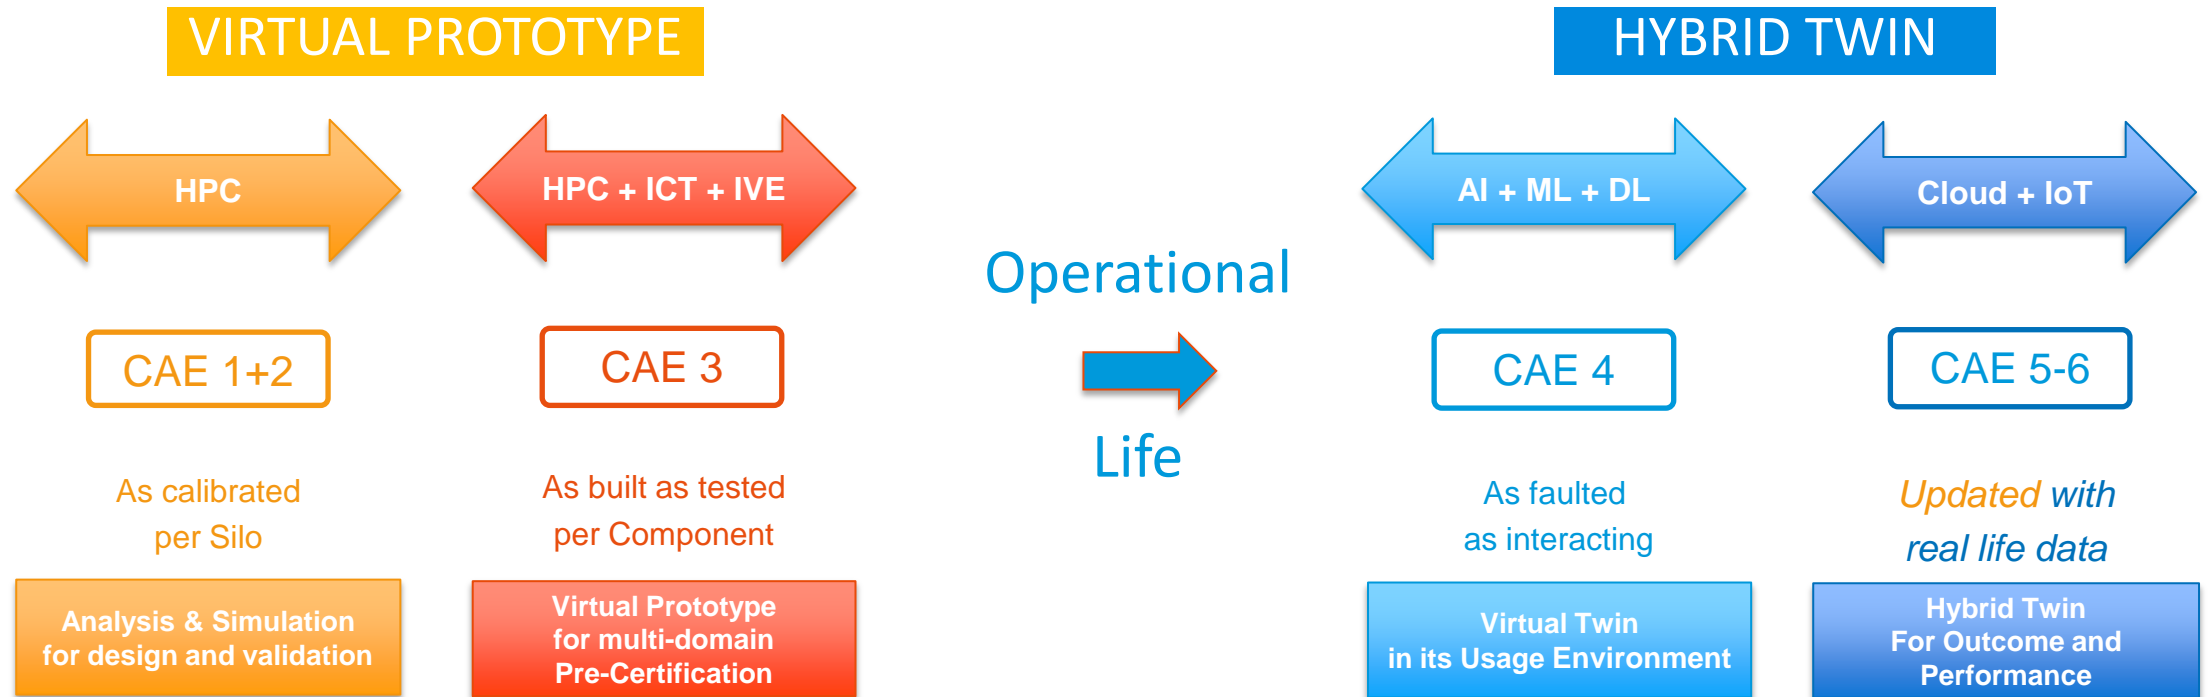 VIRTUAL PROTOTYPE
HYBRID TWIN
HPC
HPC + ICT + IVE
AI + ML + DL
Cloud + IoT
Operational
Life
CAE 1+2
CAE 3
CAE 4
CAE 5-6
As calibrated
per Silo
As built as tested
per Component
As faulted
as interacting
Updated with
real life data
Analysis & Simulation
for design and validation
Virtual Prototype
for multi-domain
Pre-Certification
Virtual Twin
in its Usage Environment
Hybrid Twin
For Outcome and
Performance